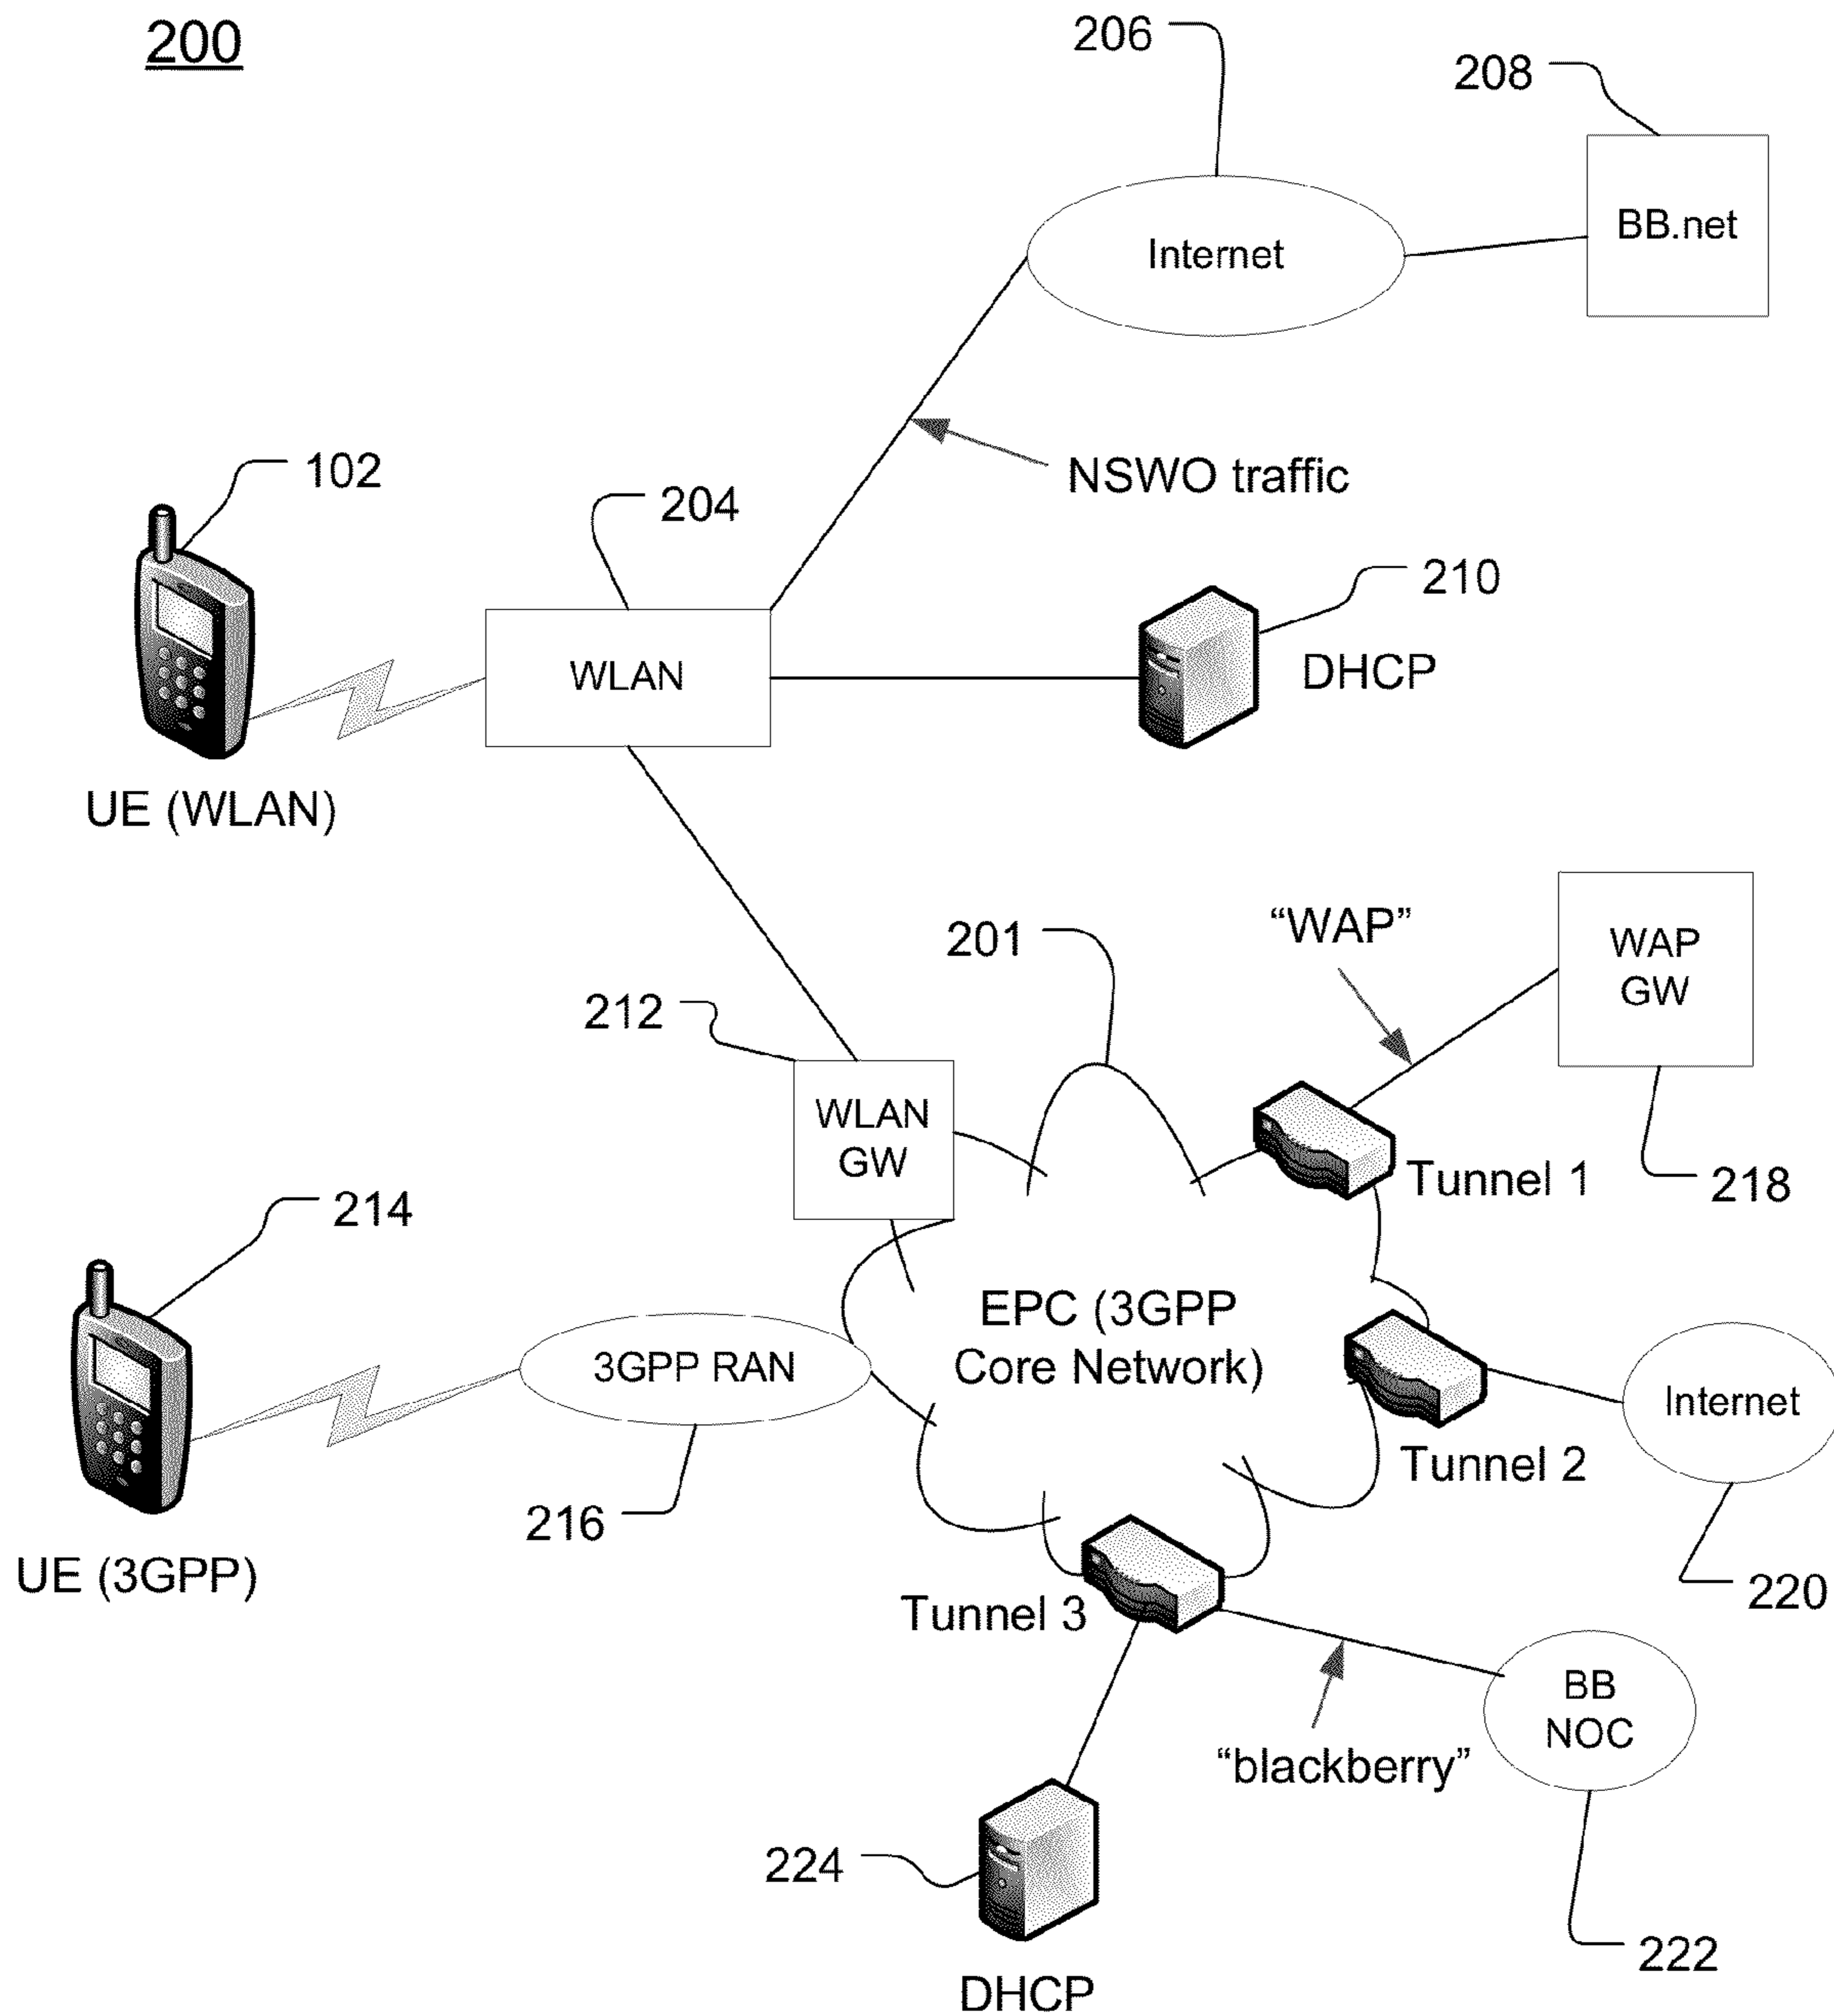 200
206
208
Internet
BB.net
NSWO traffic
102
204
210
WLAN
DHCP
UE (WLAN)
201
“WAP”
WAP
GW
212
WLAN
GW
Tunnel 1
218
214
EPC (3GPP
Core Network)
3GPP RAN
Internet
Tunnel 2
216
UE (3GPP)
220
Tunnel 3
BB
NOC
“blackberry”
224
222
DHCP